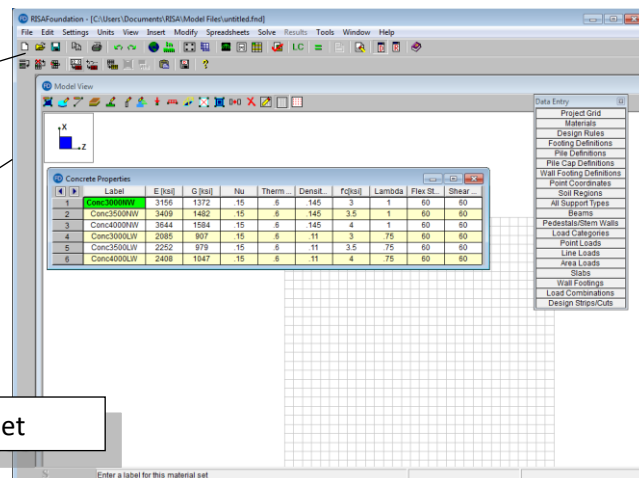 RISAFoundation - [C:\Users\Documents\RISA\Model Files\untitled.fnd]
File Edit Settings Units View Insert Modify Spreadsheets Solve Results Tools Window Help
LC
Model View
X
Z
Data Entry
Project Grid
Materials
Design Rules
Footing Definitions
Pile Definitions
Pile Cap Definitions
Wall Footing Definitions
Point Coordinates
Soil Regions
All Support Types
Beams
Pedestals/Stem Walls
Load Categories
Point Loads
Line Loads
Area Loads
Slabs
Wall Footings
Load Combinations
Design Strips/Cuts
Concrete Properties
Label E [ksi] G [ksi] Nu Therm ... Densit... f'c[ksi] Lambda Flex St... Shear ...
1 Conc3000NW 3156 1372 .15 .6 .145 3 1 60 60
2 Conc3500NW 3409 1482 .15 .6 .145 3.5 1 60 60
3 Conc4000NW 3644 1584 .15 .6 .145 4 1 60 60
4 Conc3000LW 2085 907 .15 .6 .11 3 .75 60 60
5 Conc3500LW 2252 979 .15 .6 .11 3.5 .75 60 60
6 Conc4000LW 2408 1047 .15 .6 .11 4 .75 60 60
et
S Enter a label for this material set